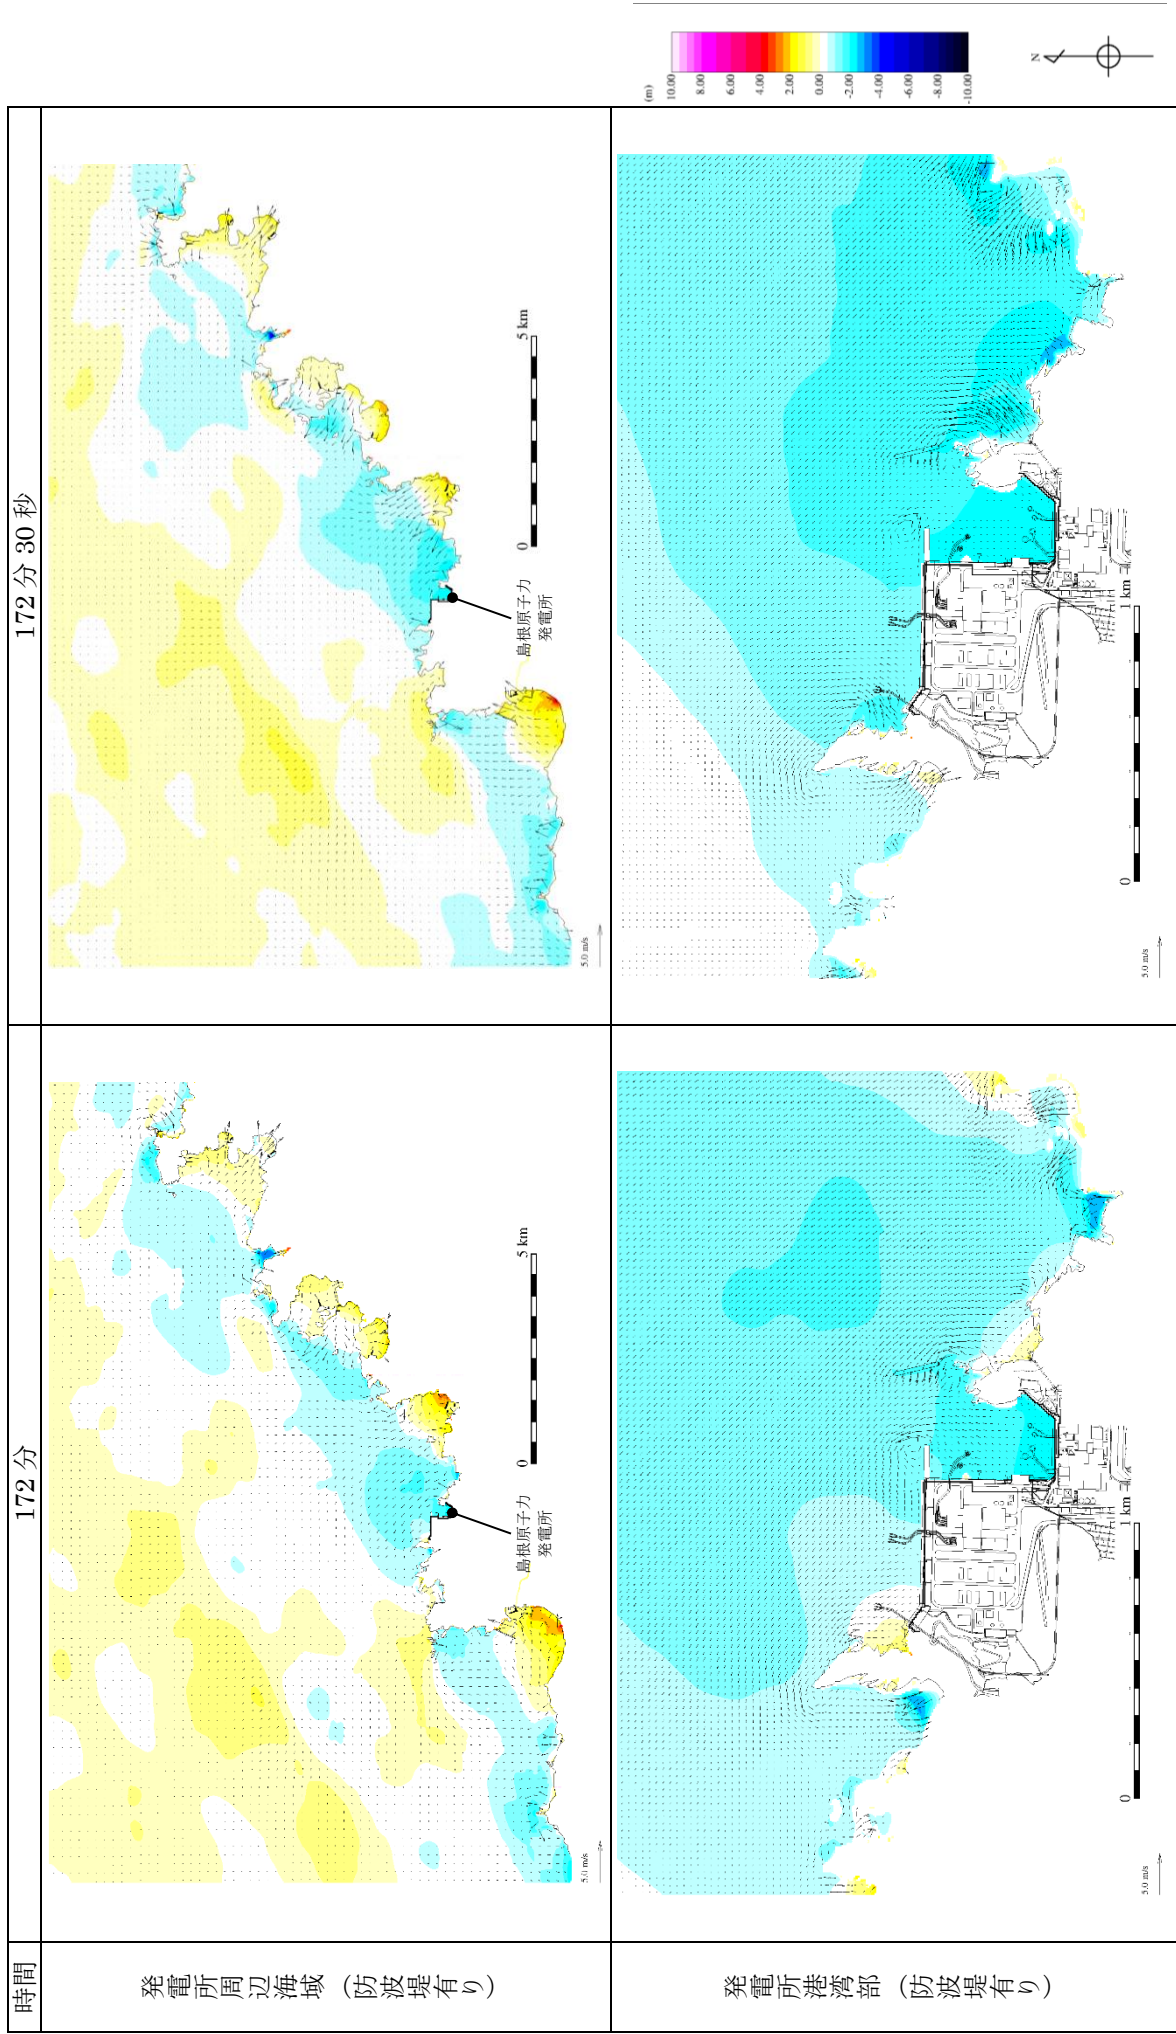 時間
172分
172分30秒
発電所周辺海域（防波堤有り）
5.0 m/s
0
5 km
島根原子力
発電所
5.0 m/s
0
5 km
島根原子力
発電所
発電所港湾部（防波堤有り）
5.0 m/s
0
1 km
5.0 m/s
0
1 km
(m)
10.00
8.00
6.00
4.00
2.00
0.00
-2.00
-4.00
-6.00
-8.00
-10.00
N